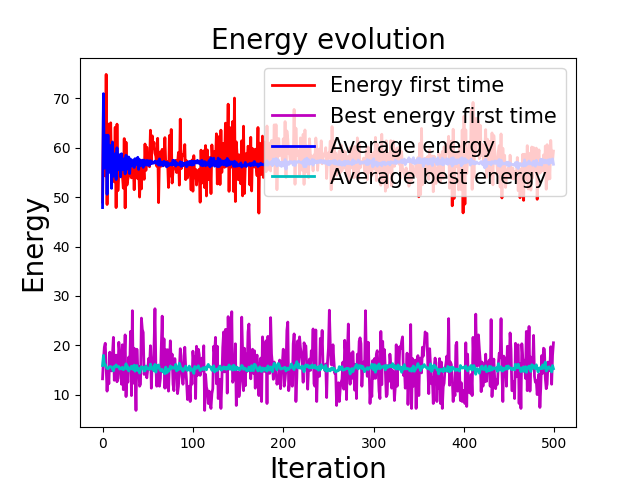 Energy evolution
Energy first time
Best energy first time
Average energy
Average best energy
Energy
70
60
50
40
30
20
10
0
100
200
300
400
500
Iteration